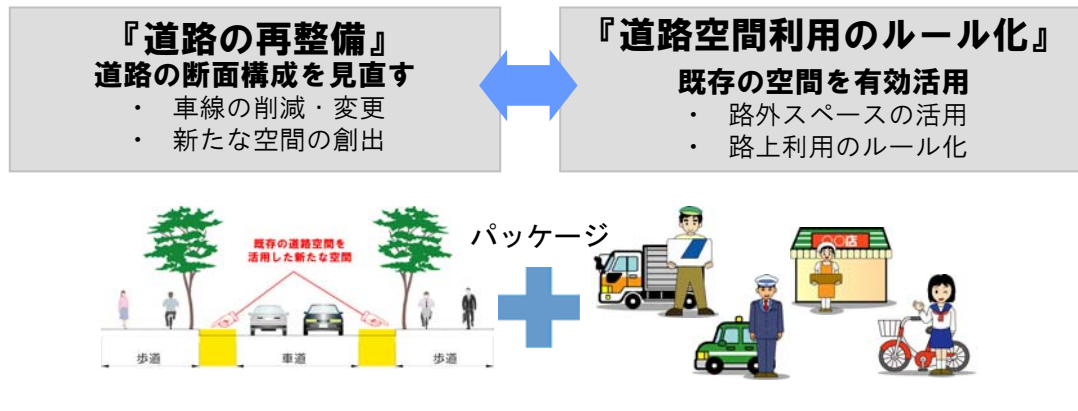 『道路の再整備』
道路の断面構成を見直す
・ 車線の削減・変更
・ 新たな空間の創出
『道路空間利用のルール化』
既存の空間を有効活用
・ 路外スペースの活用
・ 路上利用のルール化
既存の道路空間を
活用した新たな空間
歩道
車道
歩道
パッケージ
〇〇店